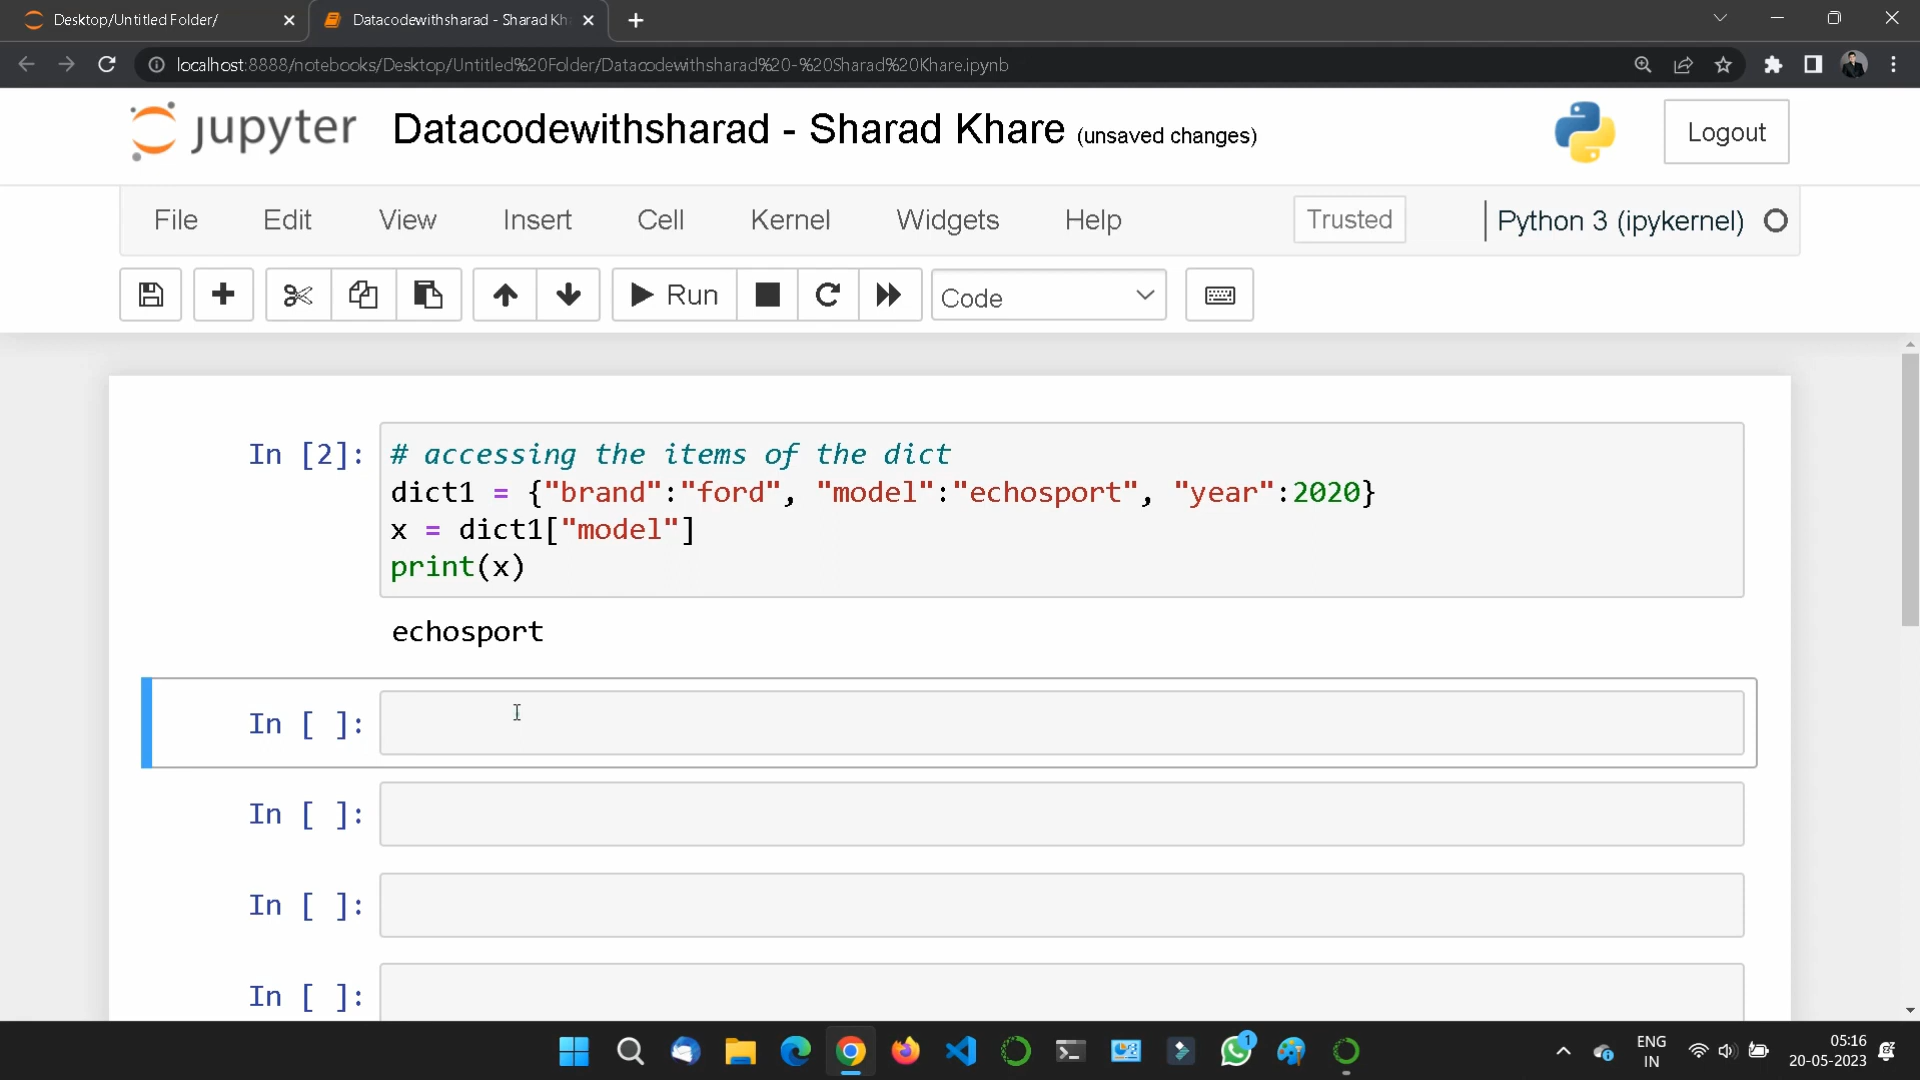 Desktop/Untitled Folder/
Datacodewithsharad - Sharad Kh
localhost:8888/notebooks/Desktop/Untitled%20Folder/Datacodewithsharad%20-%20Sharad%20Khare.ipynb
jupyter Datacodewithsharad - Sharad Khare (unsaved changes)
Logout
File Edit View Insert Cell Kernel Widgets Help Trusted Python 3 (ipykernel)
Run Code
In [2]: # accessing the items of the dict
dict1 = {"brand":"ford", "model":"echosport", "year":2020}
x = dict1["model"]
print(x)
echosport
In [ ]:
In [ ]:
In [ ]:
In [ ]:
1
ENG
IN
05:16
20-05-2023